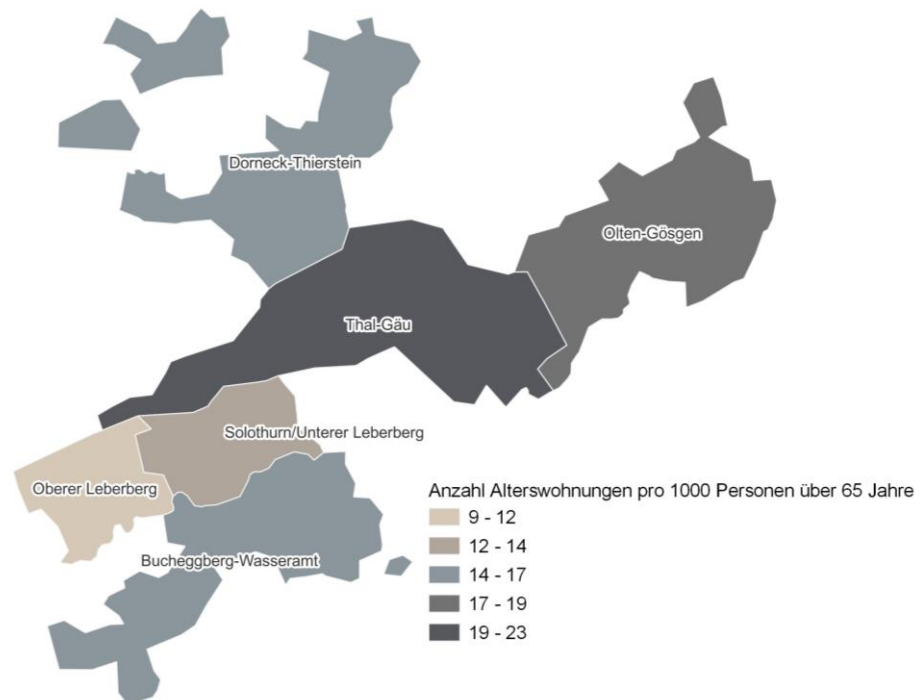 Dorneck-Thierstein
Olten-Gösgen
Thal-Gäu
Solothurn/Unterer Leberberg
Oberer Leberberg
Bucheggberg-Wasseramt
Anzahl Alterswohnungen pro 1000 Personen über 65 Jahre
9 - 12
12 - 14
14 - 17
17 - 19
19 - 23